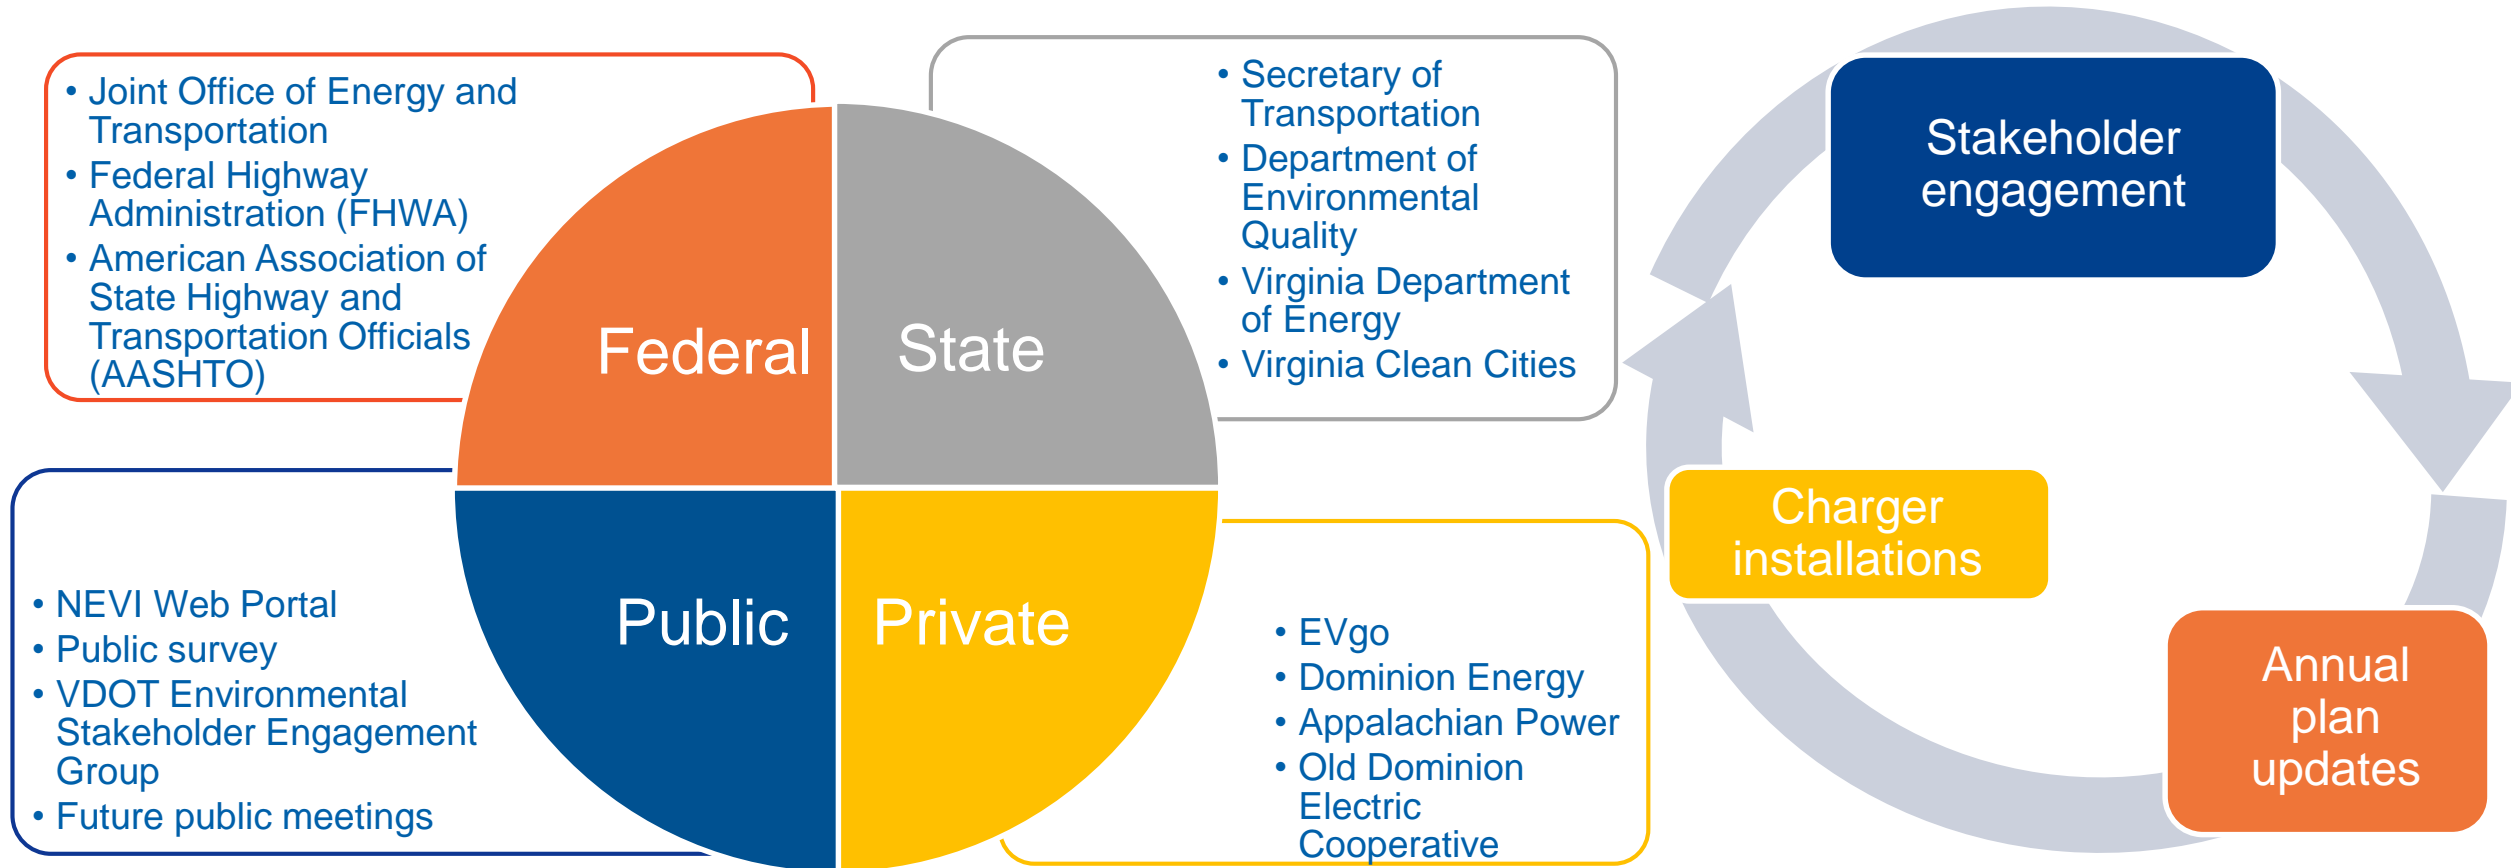 • Joint Office of Energy and
Transportation
• Federal Highway
Administration (FHWA)
• American Association of
State Highway and
Transportation Officials
(AASHTO)
Federal
State
• Secretary of
Transportation
• Department of
Environmental
Quality
• Virginia Department
of Energy
• Virginia Clean Cities
• NEVI Web Portal
• Public survey
• VDOT Environmental
Stakeholder Engagement
Group
• Future public meetings
Public
Private
• EVgo
• Dominion Energy
• Appalachian Power
• Old Dominion
Electric
Cooperative
Stakeholder
engagement
Charger
installations
Annual
plan
updates